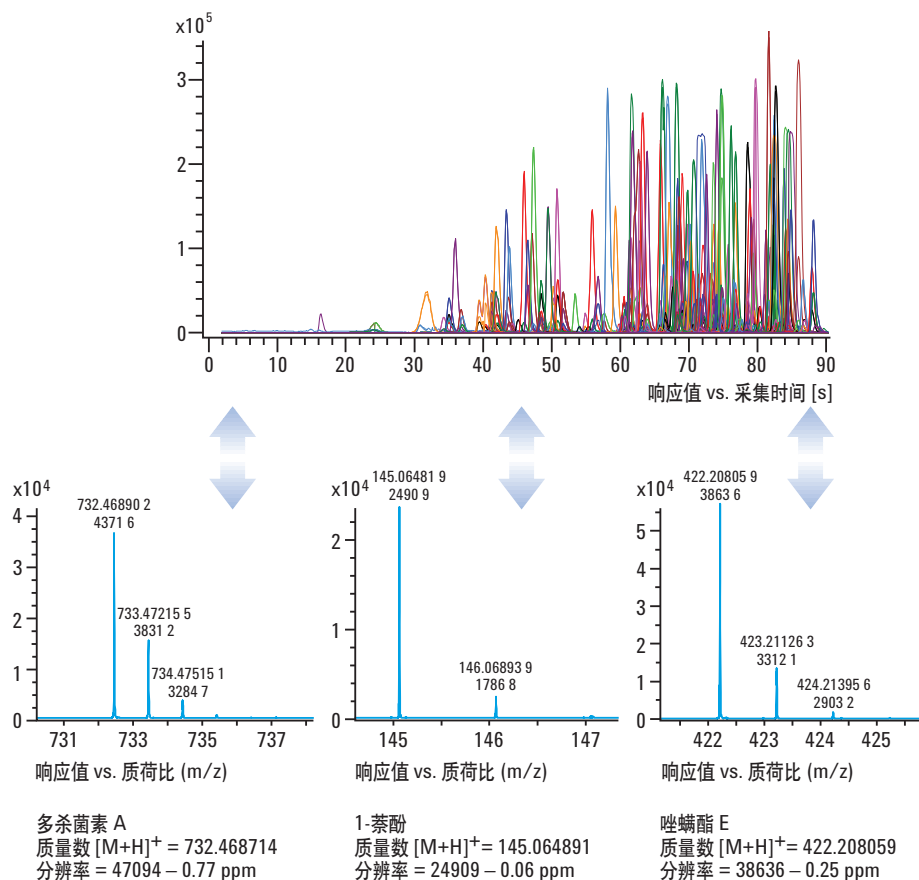 x10⁵
3
2
1
0
0 10 20 30 40 50 60 70 80 90
响应值 vs. 采集时间 [s]
x10⁴
732.46890 2
4371 6
733.47215 5
3831 2
734.47515 1
3284 7
4
3
2
1
0
731 733 735 737
响应值 vs. 质荷比 (m/z)
x10⁴
145.06481 9
2490 9
146.06893 9
1786 8
2
1
0
145 146 147
响应值 vs. 质荷比 (m/z)
x10⁴
422.20805 9
3863 6
423.21126 3
3312 1
424.21395 6
2903 2
5
4
3
2
1
0
422 423 424 425
响应值 vs. 质荷比 (m/z)
多杀菌素 A
质量数 [M+H]⁺ = 732.468714
分辨率 = 47094 – 0.77 ppm
1-萘酚
质量数 [M+H]⁺ = 145.064891
分辨率 = 24909 – 0.06 ppm
唑螨酯 E
质量数 [M+H]⁺ = 422.208059
分辨率 = 38636 – 0.25 ppm